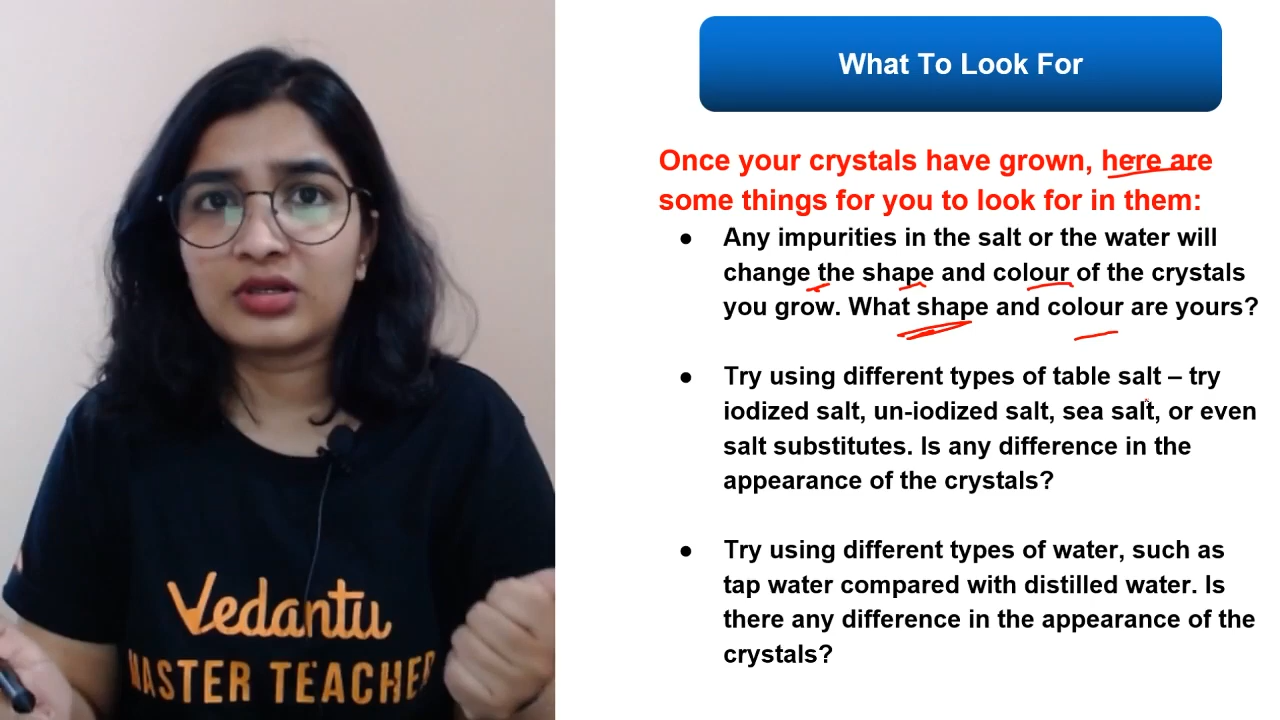 What To Look For
Once your crystals have grown, here are
some things for you to look for in them:
● Any impurities in the salt or the water will
change the shape and colour of the crystals
you grow. What shape and colour are yours?
● Try using different types of table salt – try
iodized salt, un-iodized salt, sea salt, or even
salt substitutes. Is any difference in the
appearance of the crystals?
● Try using different types of water, such as
tap water compared with distilled water. Is
there any difference in the appearance of the
crystals?
Vedantu
MASTER TEACHER